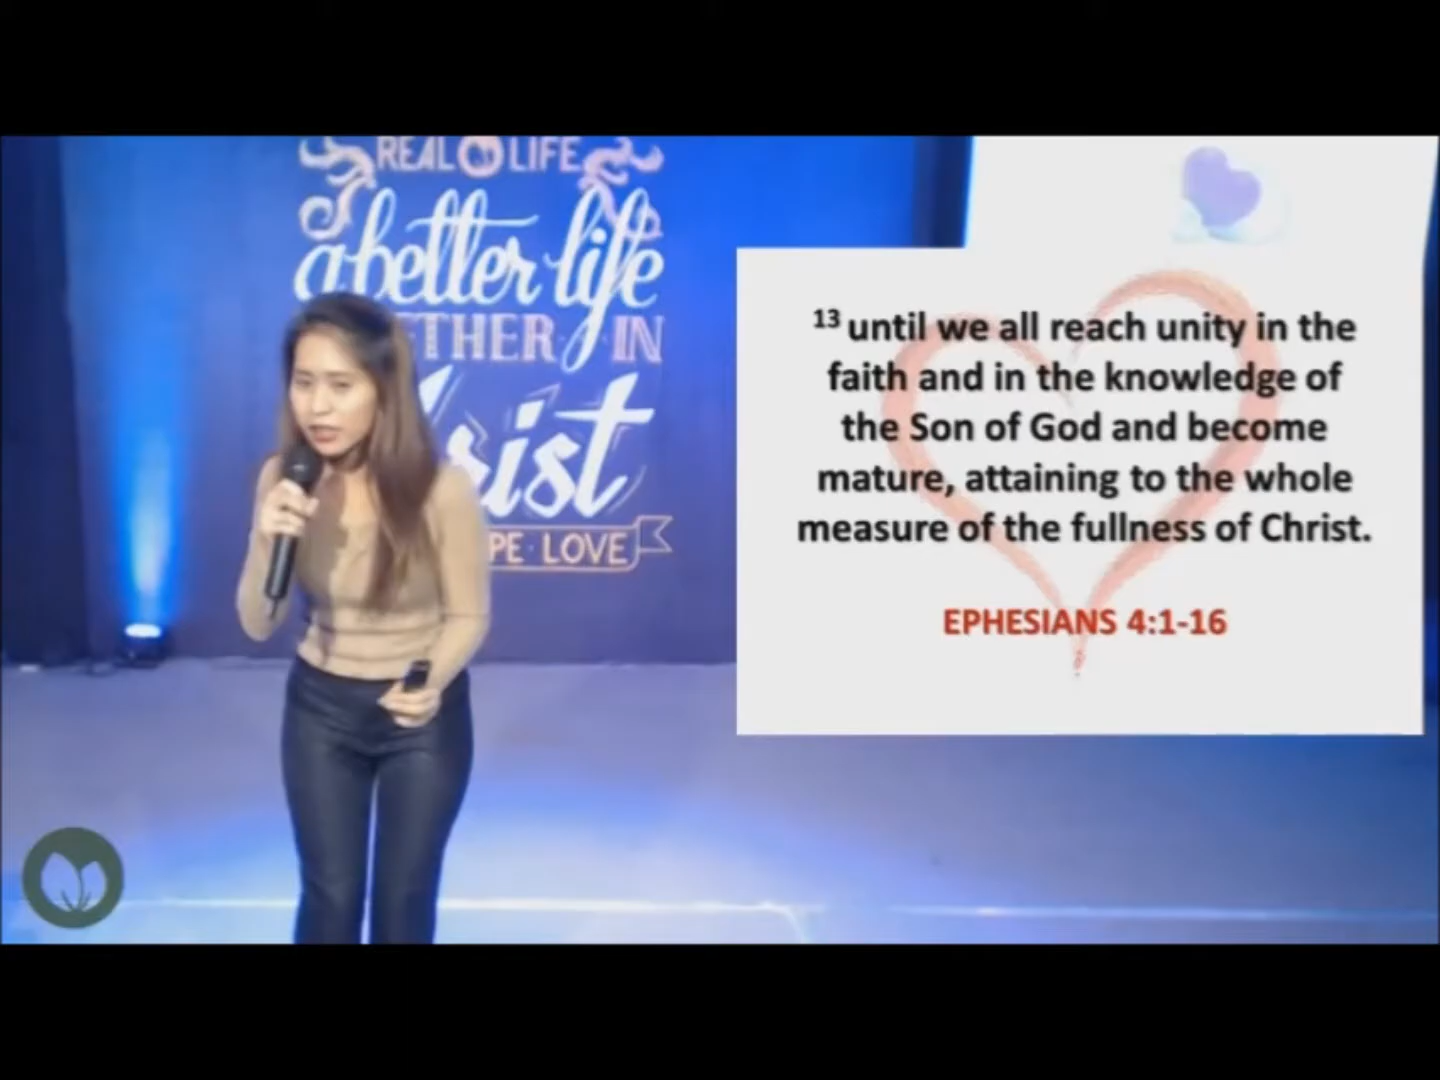 REAL LIFE
a better life
ETHER IN
rist
PE · LOVE
13 until we all reach unity in the
faith and in the knowledge of
the Son of God and become
mature, attaining to the whole
measure of the fullness of Christ.
EPHESIANS 4:1-16